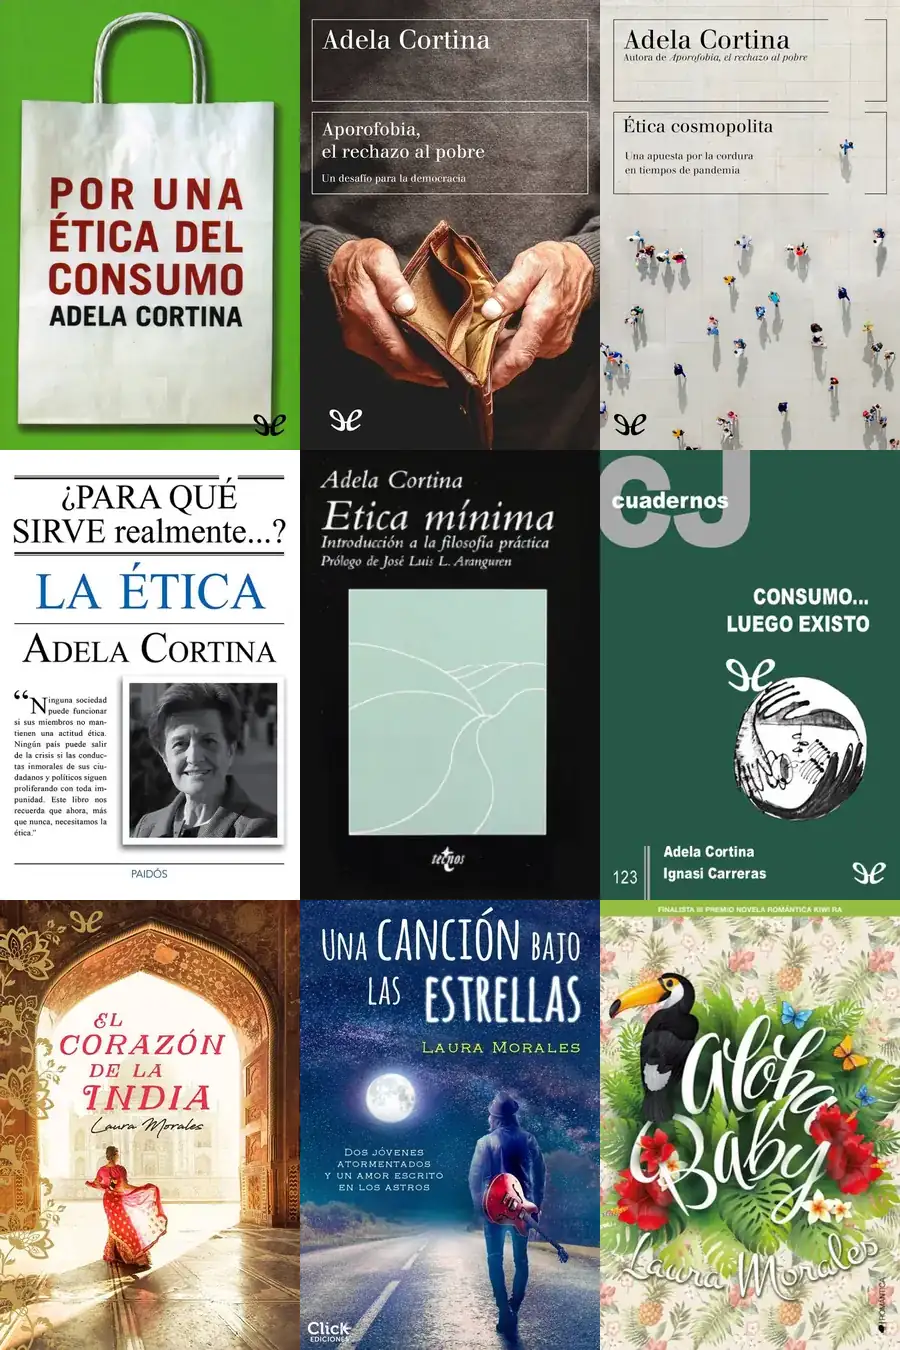 POR UNA
ÉTICA DEL
CONSUMO
ADELA CORTINA
Adela Cortina
Aporofobia,
el rechazo al pobre
Un desafío para la democracia
Adela Cortina
Autora de Aporofobia, el rechazo al pobre
Ética cosmopolita
Una apuesta por la cordura
en tiempos de pandemia
¿PARA QUÉ
SIRVE realmente...?
LA ÉTICA
ADELA CORTINA
“Ninguna sociedad
puede funcionar
si sus miembros no man-
tienen una actitud ética.
Ningún país puede salir
de la crisis si las conduc-
tas inmorales de sus ciu-
dadanos y políticos siguen
proliferando con toda im-
punidad. Este libro nos
recuerda que ahora, más
que nunca, necesitamos la
ética.”
PAIDÓS
Adela Cortina
Etica mínima
Introducción a la filosofía práctica
Prólogo de José Luis L. Aranguren
tecnos
CJ
cuadernos
CONSUMO...
LUEGO EXISTO
123
Adela Cortina
Ignasi Carreras
EL
CORAZÓN
DE LA
INDIA
Laura Morales
UNA CANCIÓN BAJO
LAS ESTRELLAS
LAURA MORALES
DOS JÓVENES
ATORMENTADOS
Y UN AMOR ESCRITO
EN LOS ASTROS
Click
EDICIONES
FINALISTA III PREMIO NOVELA ROMÁNTICA KIWI RA
Aloha
Baby
Laura Morales
ROMÁNTICA